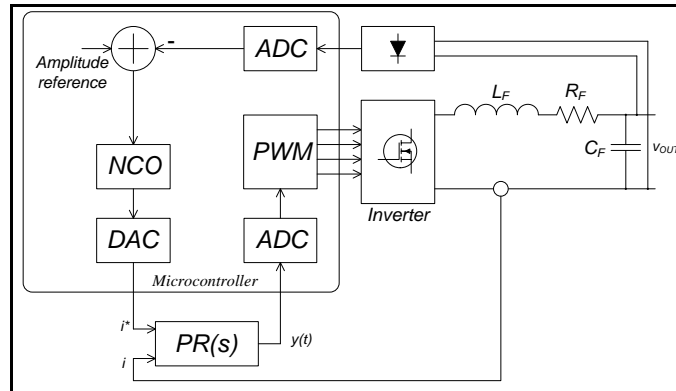 ADC
-
Amplitude
reference
L_F
R_F
PWM
NCO
C_F
v_OUT
Inverter
DAC
ADC
Microcontroller
i*
PR(s)
y(t)
i